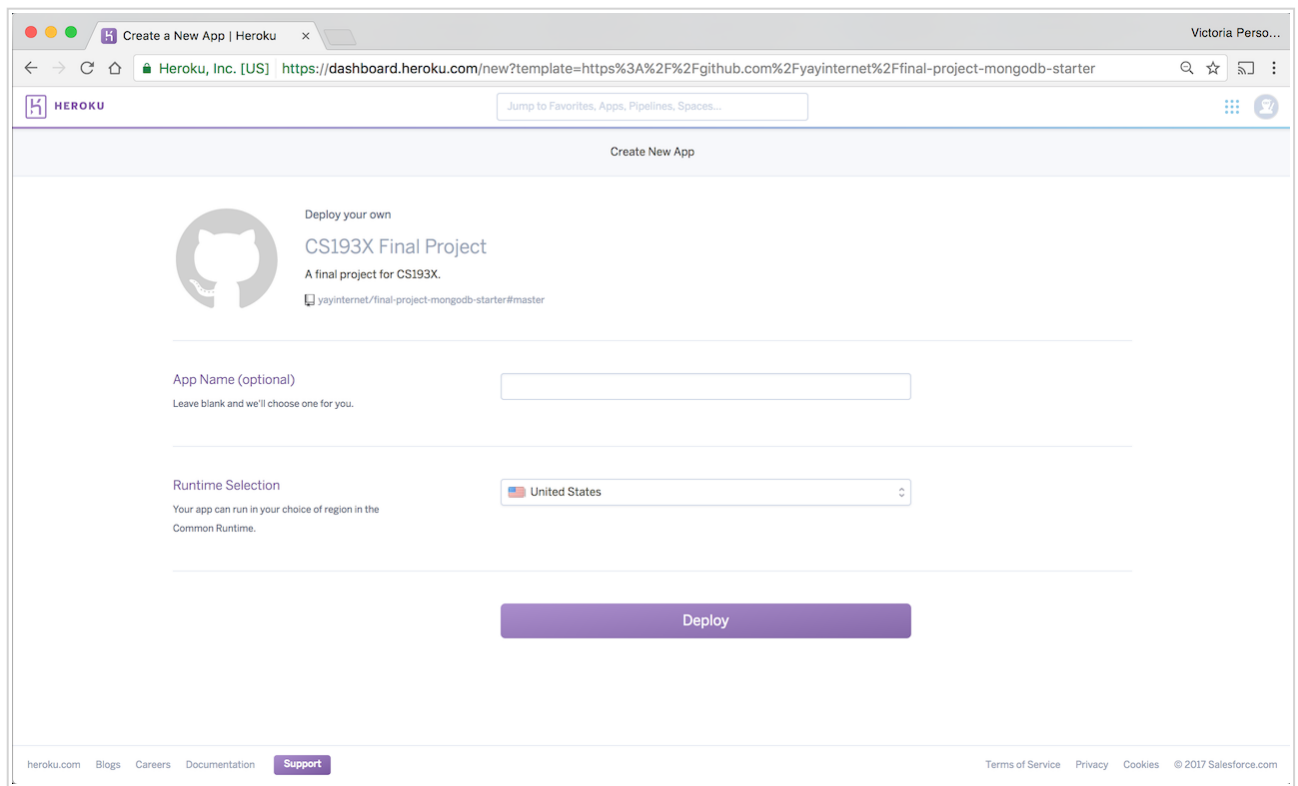 Create a New App | Heroku
Victoria Perso...
Heroku, Inc. [US] https://dashboard.heroku.com/new?template=https%3A%2F%2Fgithub.com%2Fyayinternet%2Ffinal-project-mongodb-starter
HEROKU
Jump to Favorites, Apps, Pipelines, Spaces...
Create New App
Deploy your own
CS193X Final Project
A final project for CS193X.
yayinternet/final-project-mongodb-starter#master
App Name (optional)
Leave blank and we'll choose one for you.
Runtime Selection
United States
Your app can run in your choice of region in the
Common Runtime.
Deploy
heroku.com Blogs Careers Documentation Support
Terms of Service Privacy Cookies © 2017 Salesforce.com